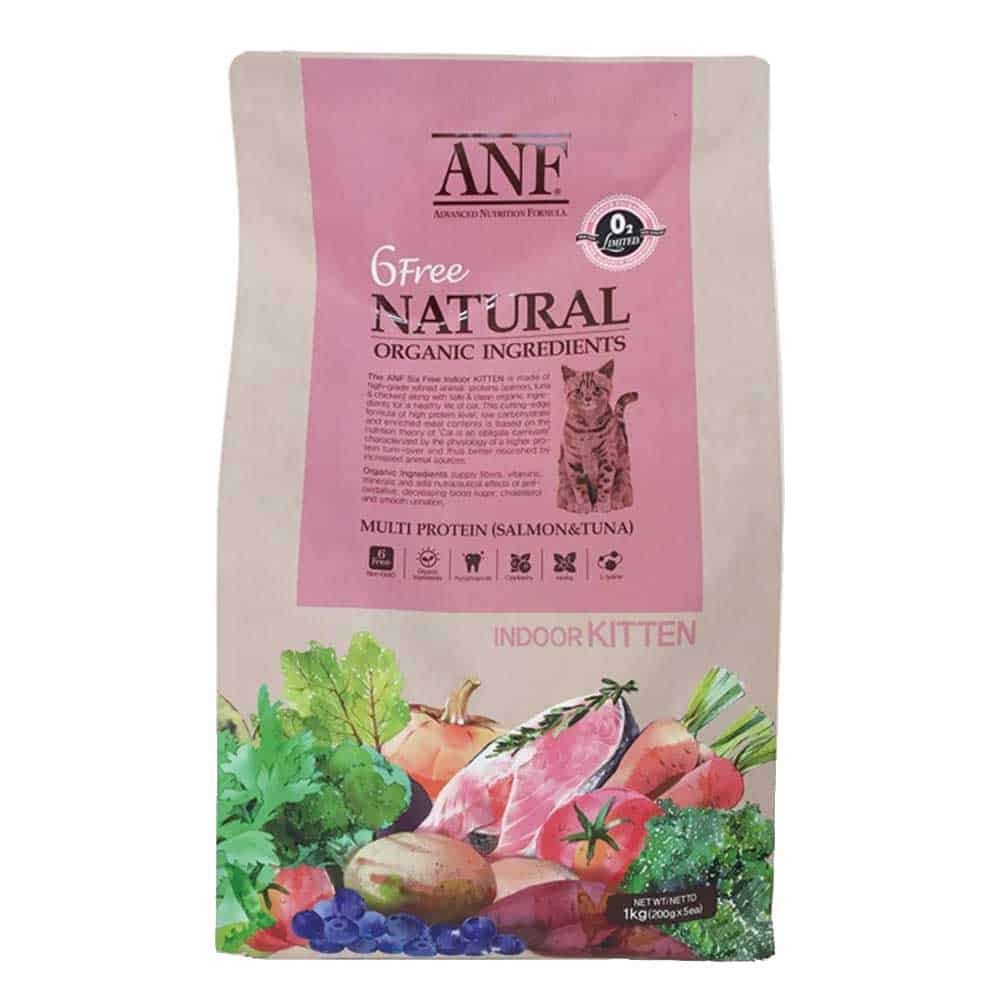 ANF®
ADVANCED NUTRITION FORMULA
O2
LIMITED
6Free
NATURAL
ORGANIC INGREDIENTS
The ANF Six Free Indoor KITTEN is made of
high-grade refined animal proteins (salmon, tuna
& chicken) along with safe & clean organic ingre-
dients for a healthy life of cat. This cutting-edge
formula of high protein level, low carbohydrate
and enriched meat contents is based on the
nutrition theory of 'Cat is an obligate carnivore'
characterized by the physiology of a higher pro-
tein turn-over and thus better nourished by
increased animal sources.
Organic Ingredients supply fibers, vitamins,
minerals and add nutraceutical effects of anti-
oxidative, decreasing blood sugar, cholesterol
and smooth urination.
MULTI PROTEIN (SALMON&TUNA)
6
Free
Organic
Ingredients
Cranberry
Herbs
L-lysine
INDOOR KITTEN
NET WT/NETTO
1kg(200gx5ea)